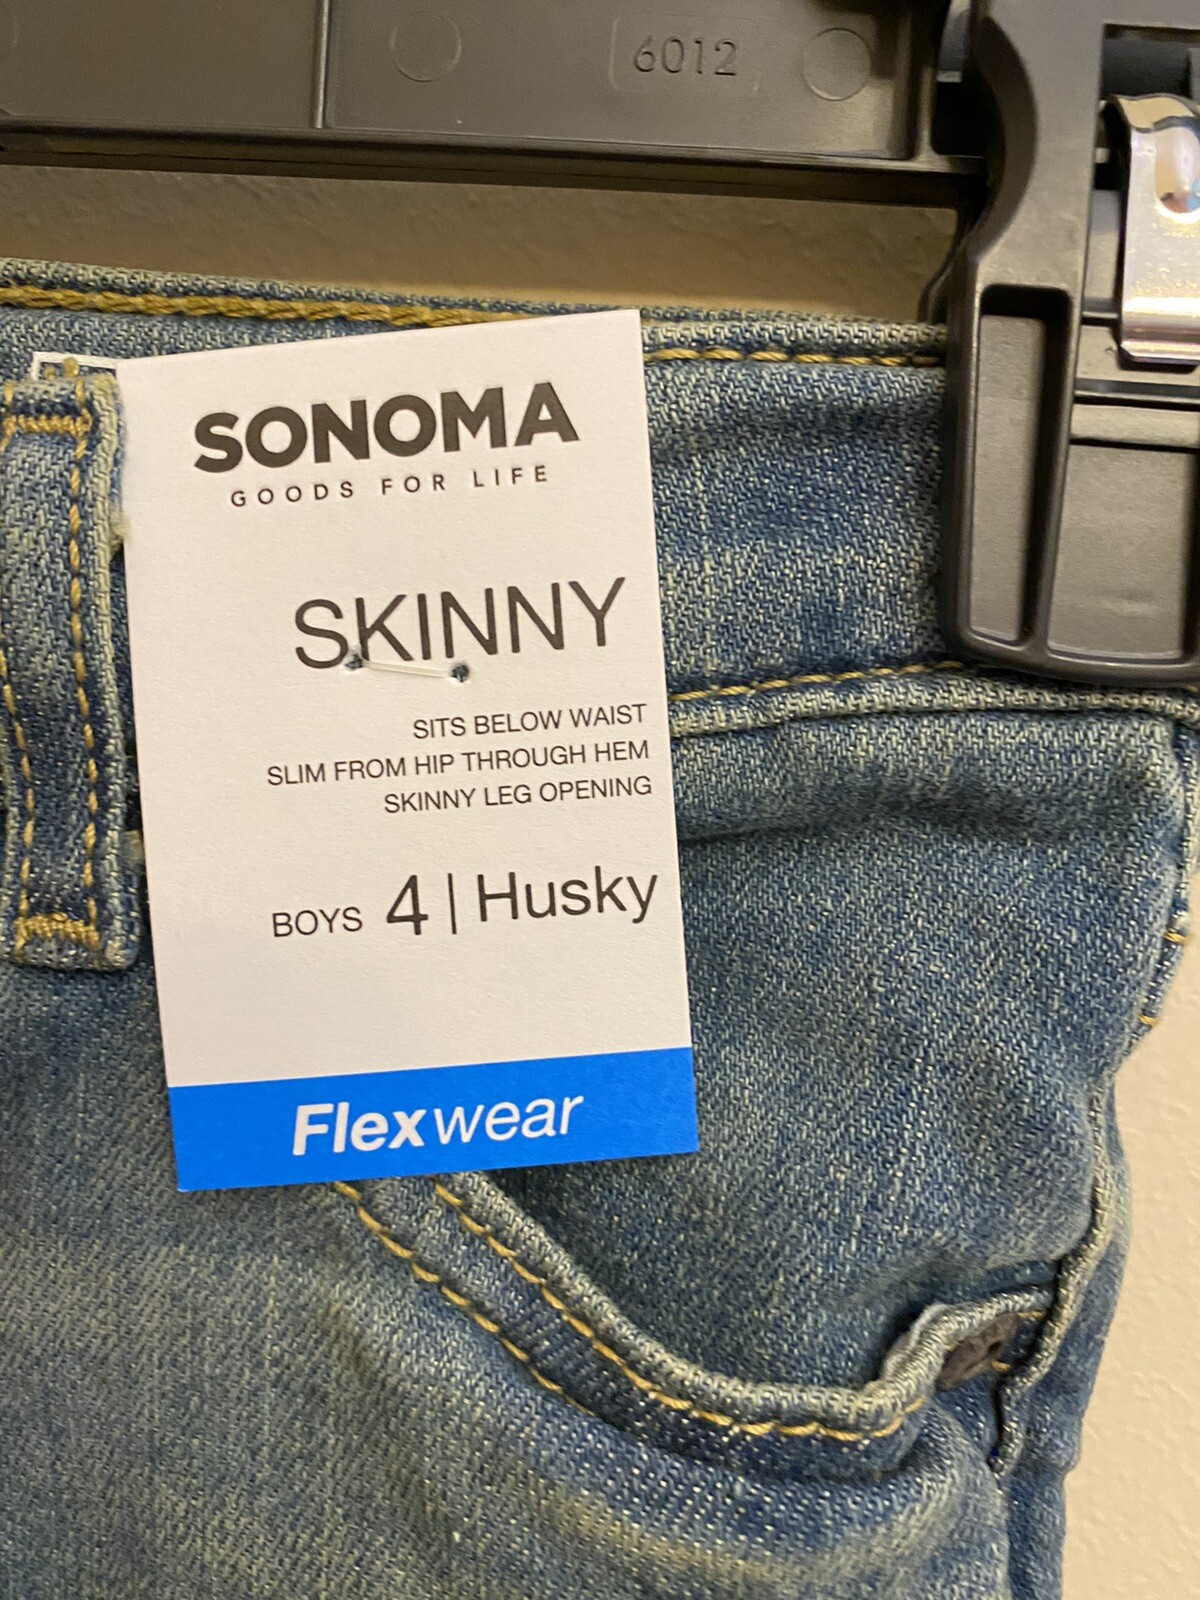 6012
SONOMA
GOODS FOR LIFE
SKINNY
SITS BELOW WAIST
SLIM FROM HIP THROUGH HEM
SKINNY LEG OPENING
BOYS 4 | Husky
Flexwear